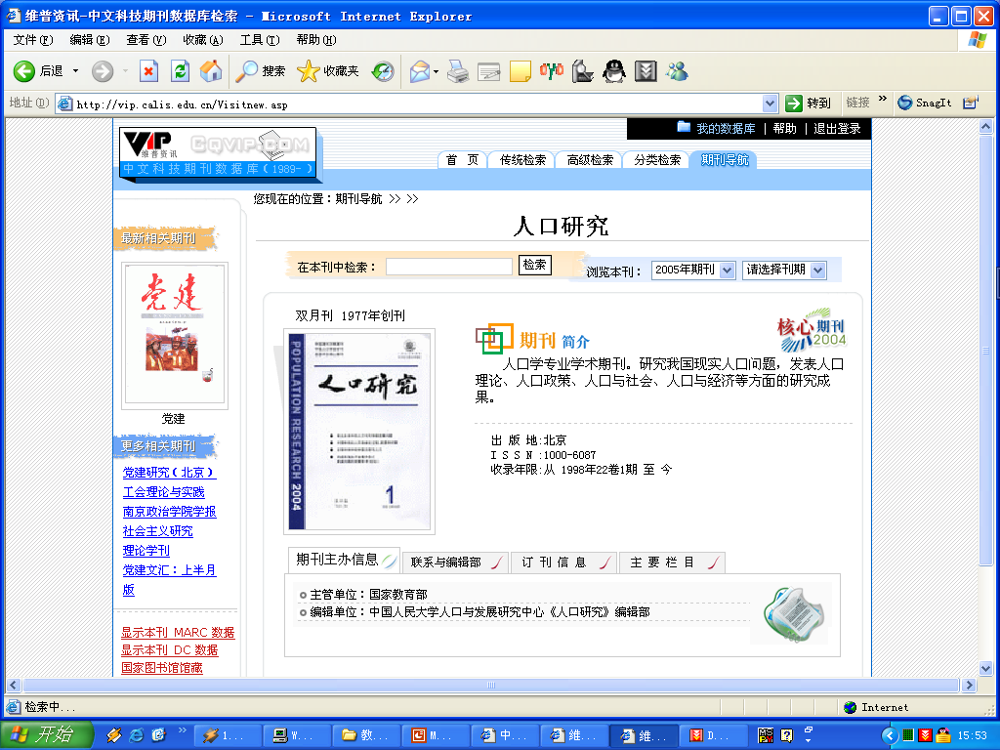 维普资讯-中文科技期刊数据库检索 - Microsoft Internet Explorer
文件(F) 编辑(E) 查看(V) 收藏(A) 工具(T) 帮助(H)
后退 搜索 收藏夹
地址(D) http://vip.calis.edu.cn/Visitnew.asp 转到 链接 » SnagIt
我的数据库 | 帮助 | 退出登录
VIP 维普资讯 CQVIP.COM
中文科技期刊数据库(1989-)
首 页 传统检索 高级检索 分类检索 期刊导航
您现在的位置：期刊导航 >> >>
人口研究
在本刊中检索： 检索 浏览本刊： 2005年期刊 请选择刊期
最新相关期刊
党建
党建
更多相关期刊
党建研究(北京)
工会理论与实践
南京政治学院学报
社会主义研究
理论学刊
党建文汇：上半月
版
显示本刊 MARC 数据
显示本刊 DC 数据
国家图书馆馆藏
双月刊 1977年创刊
POPULATION RESEARCH 2004
人口研究
1
期刊 简介
核心期刊 2004
人口学专业学术期刊。研究我国现实人口问题，发表人口
理论、人口政策、人口与社会、人口与经济等方面的研究成
果。
出 版 地:北京
I S S N :1000-6087
收录年限:从 1998年22卷1期 至 今
期刊主办信息 联系与编辑部 订 刊 信 息 主 要 栏 目
主管单位：国家教育部
编辑单位：中国人民大学人口与发展研究中心《人口研究》编辑部
检索中... Internet
开始 » 1... W... 教... M... 中... 维... 维... D... 15:53